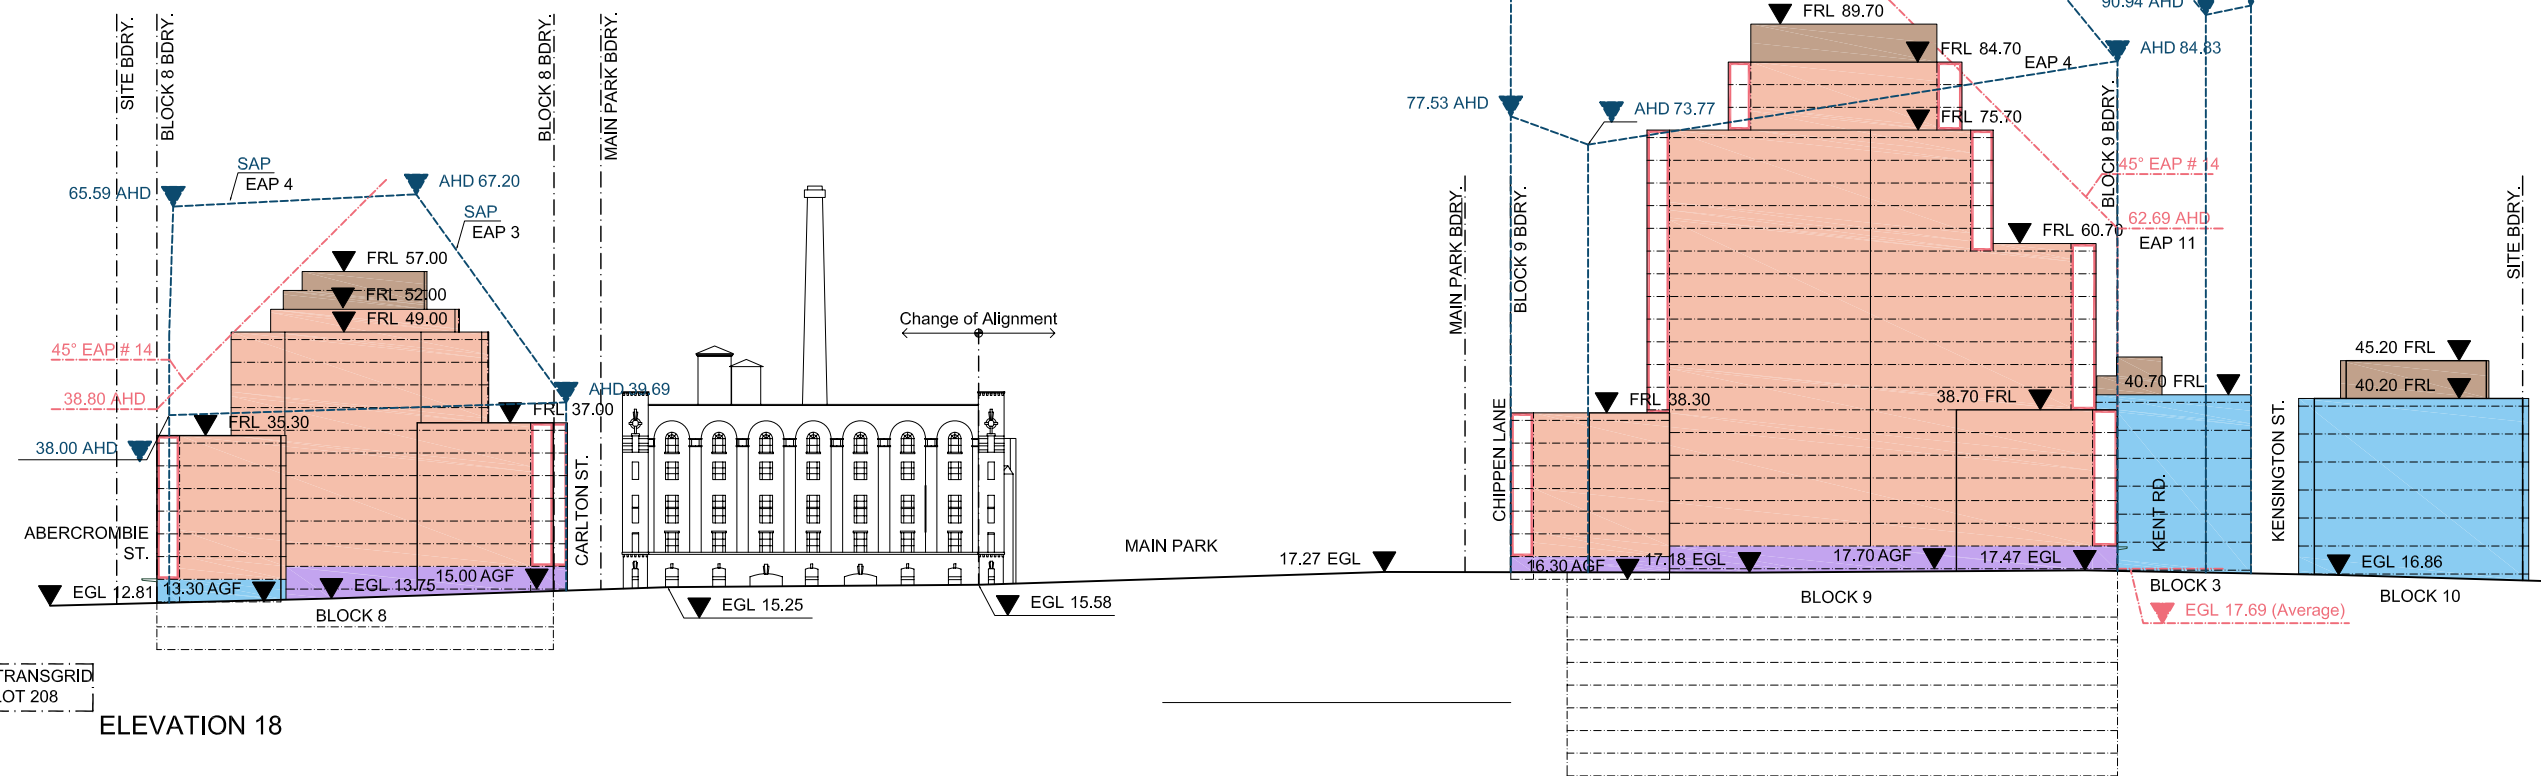 SITE BDRY.
BLOCK 8 BDRY.
BLOCK 8 BDRY.
MAIN PARK BDRY.
SAP
EAP 4
65.59 AHD
AHD 67.20
SAP
EAP 3
FRL 57.00
FRL 52.00
FRL 49.00
45° EAP # 14
38.80 AHD
AHD 39.69
FRL 37.00
FRL 35.30
38.00 AHD
ABERCROMBIE
ST.
CARLTON ST.
EGL 12.81
13.30 AGF
EGL 13.75
15.00 AGF
BLOCK 8
TRANSGRID
LOT 208
ELEVATION 18
Change of Alignment
EGL 15.25
EGL 15.58
MAIN PARK
17.27 EGL
MAIN PARK BDRY.
BLOCK 9 BDRY.
CHIPPEN LANE
77.53 AHD
AHD 73.77
FRL 89.70
FRL 84.70
EAP 4
FRL 75.70
90.94 AHD
AHD 84.83
BLOCK 9 BDRY.
45° EAP # 14
62.69 AHD
EAP 11
FRL 60.70
FRL 38.30
38.70 FRL
40.70 FRL
16.30 AGF
17.18 EGL
17.70 AGF
17.47 EGL
BLOCK 9
KENT RD.
BLOCK 3
EGL 17.69 (Average)
KENSINGTON ST.
SITE BDRY.
45.20 FRL
40.20 FRL
EGL 16.86
BLOCK 10